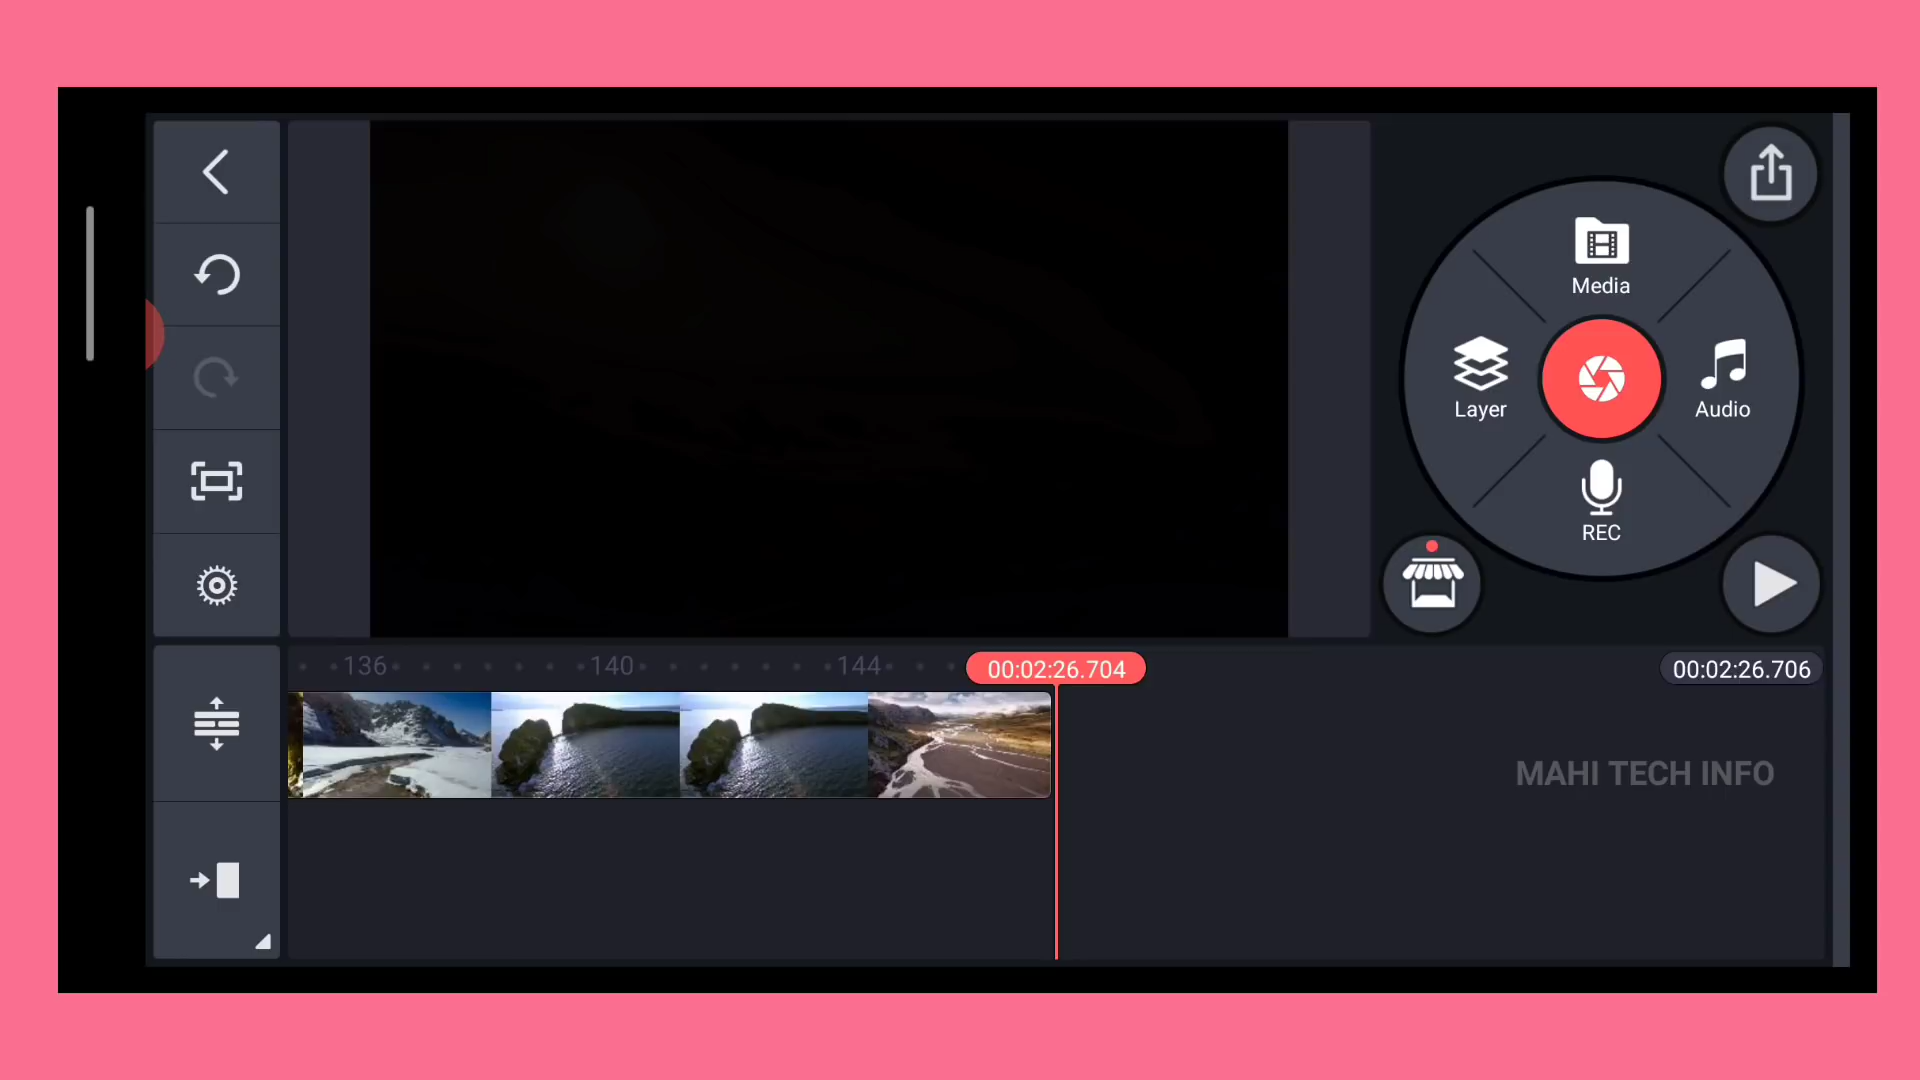 Media
Layer
Audio
REC
136
140
144
00:02:26.704
00:02:26.706
MAHI TECH INFO